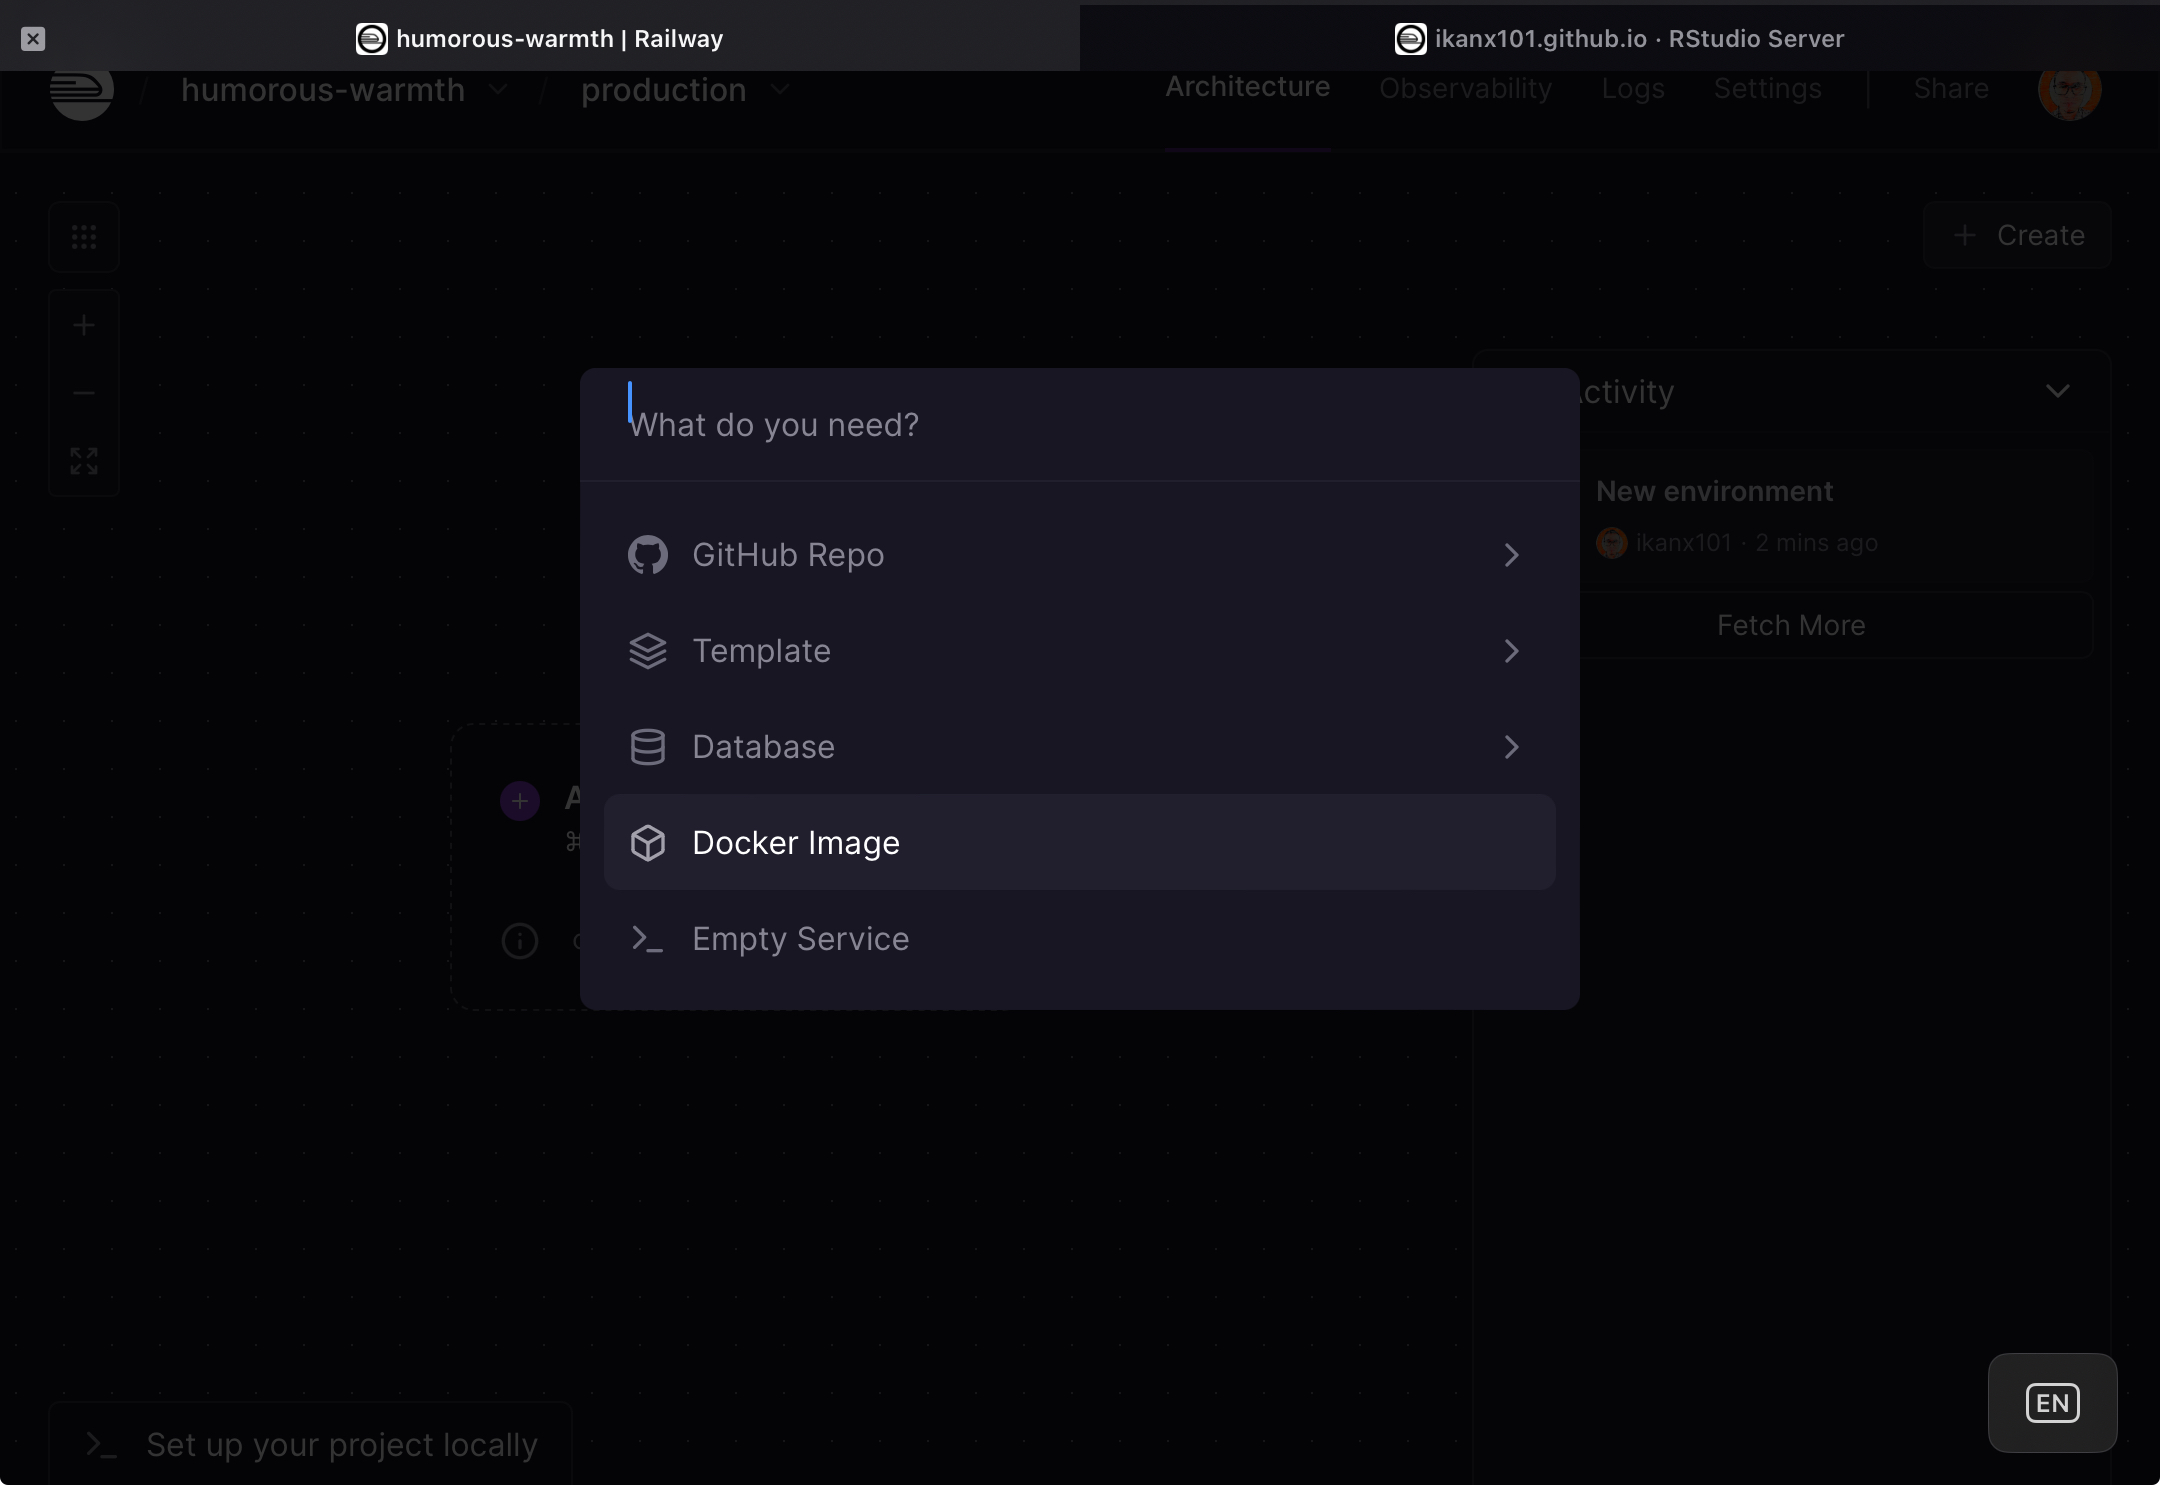 humorous-warmth | Railway
ikanx101.github.io · RStudio Server
humorous-warmth
production
Architecture
Observability
Logs
Settings
Share
Create
What do you need?
GitHub Repo
Template
Database
Docker Image
Empty Service
ctivity
New environment
ikanx101 · 2 mins ago
Fetch More
Set up your project locally
EN